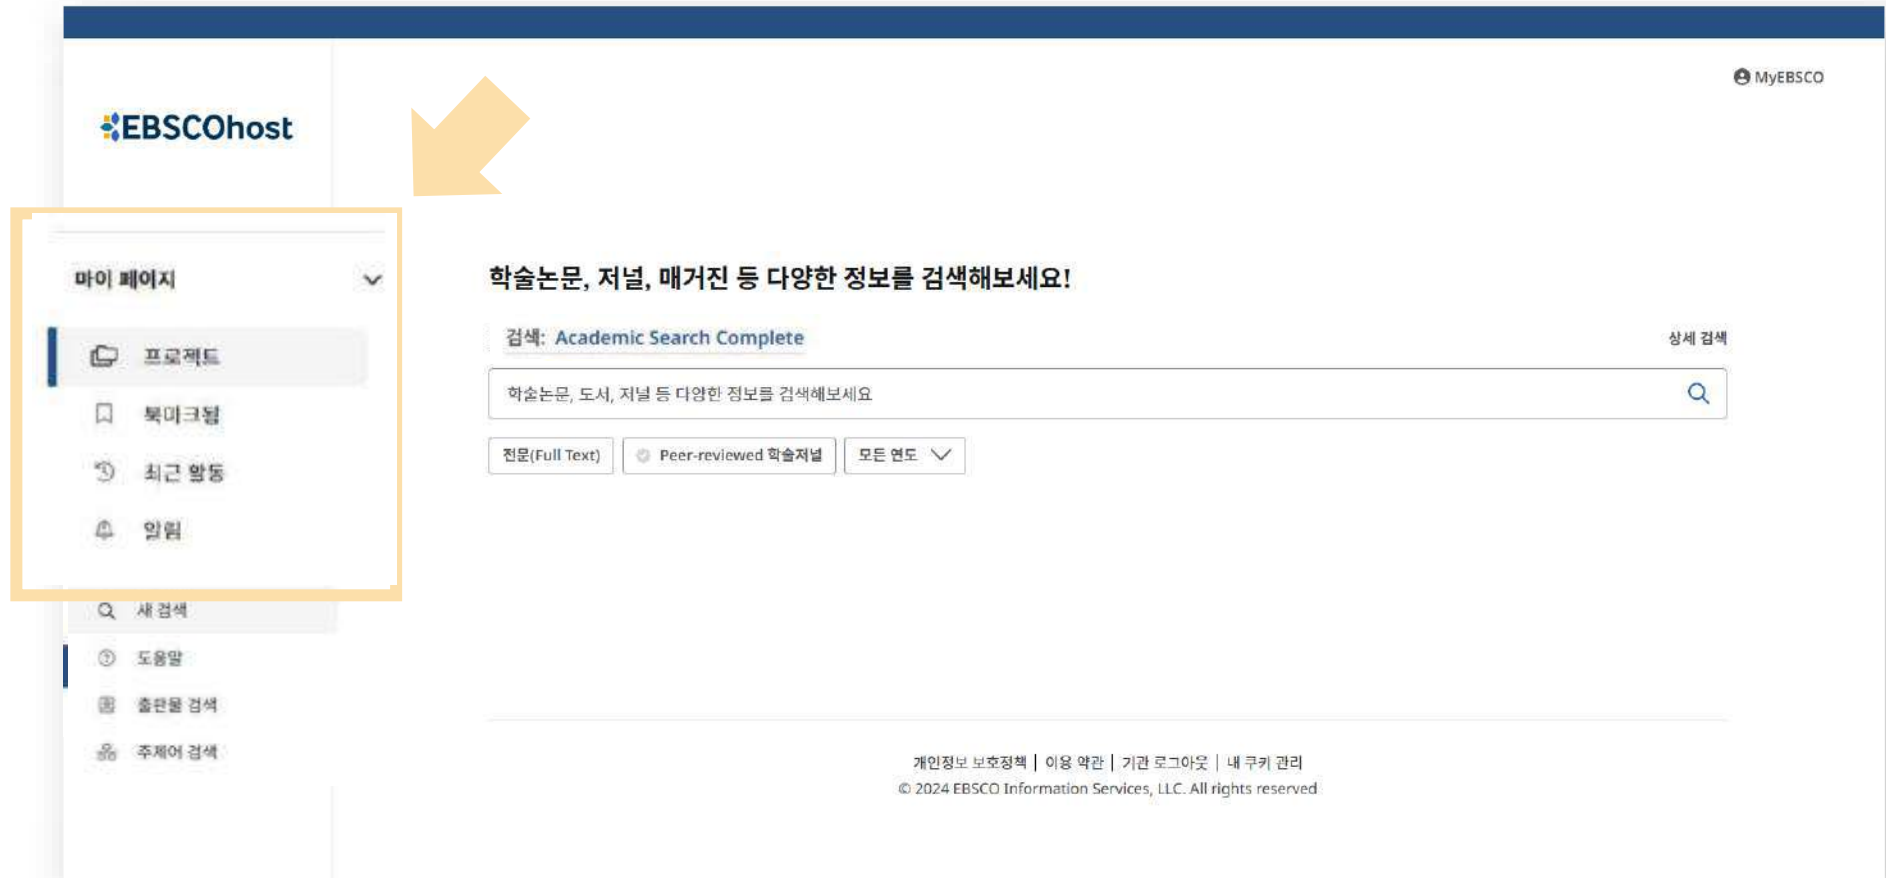 MyEBSCO
EBSCOhost
마이 페이지
프로젝트
북마크됨
최근 활동
알림
새 검색
도움말
출판물 검색
주제어 검색
학술논문, 저널, 매거진 등 다양한 정보를 검색해보세요!
검색: Academic Search Complete
상세 검색
학술논문, 도서, 저널 등 다양한 정보를 검색해보세요
전문(Full Text) Peer-reviewed 학술저널 모든 연도
개인정보 보호정책 | 이용 약관 | 기관 로그아웃 | 내 쿠키 관리
© 2024 EBSCO Information Services, LLC. All rights reserved